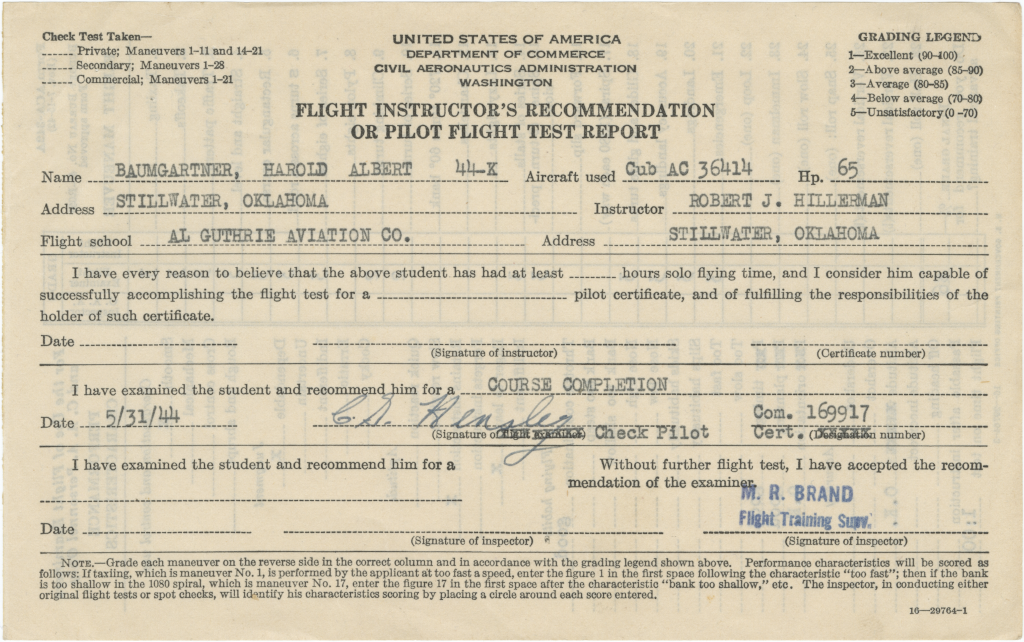 Check Test Taken—
...... Private; Maneuvers 1-11 and 14-21
...... Secondary; Maneuvers 1-28
...... Commercial; Maneuvers 1-21
UNITED STATES OF AMERICA
DEPARTMENT OF COMMERCE
CIVIL AERONAUTICS ADMINISTRATION
WASHINGTON
GRADING LEGEND
1—Excellent (90-100)
2—Above average (85-90)
3—Average (80-85)
4—Below average (70-80)
5—Unsatisfactory (0-70)
FLIGHT INSTRUCTOR'S RECOMMENDATION
OR PILOT FLIGHT TEST REPORT
Name BAUMGARTNER, HAROLD ALBERT 44-K Aircraft used Cub AC 36414 Hp. 65
Address STILLWATER, OKLAHOMA Instructor ROBERT J. HILLERMAN
Flight school AL GUTHRIE AVIATION CO. Address STILLWATER, OKLAHOMA
I have every reason to believe that the above student has had at least ........ hours solo flying time, and I consider him capable of
successfully accomplishing the flight test for a ........ pilot certificate, and of fulfilling the responsibilities of the
holder of such certificate.
Date
(Signature of instructor) (Certificate number)
I have examined the student and recommend him for a COURSE COMPLETION
Date 5/31/44 C.D. Hensley Com. 169917
(Signature of flight Check Pilot Cert. (Designation number)
I have examined the student and recommend him for a
Without further flight test, I have accepted the recom-
mendation of the examiner.
M. R. BRAND
Flight Training Supv.
Date
(Signature of inspector) (Signature of inspector)
NOTE.—Grade each maneuver on the reverse side in the correct column and in accordance with the grading legend shown above. Performance characteristics will be scored as
follows: If taxiing, which is maneuver No. 1, is performed by the applicant at too fast a speed, enter the figure 1 in the first space following the characteristic "too fast"; then if the bank
is too shallow in the 1080 spiral, which is maneuver No. 17, enter the figure 17 in the first space after the characteristic "bank too shallow," etc. The inspector, in conducting either
original flight tests or spot checks, will identify his characteristics scoring by placing a circle around each score entered.
16—29764-1